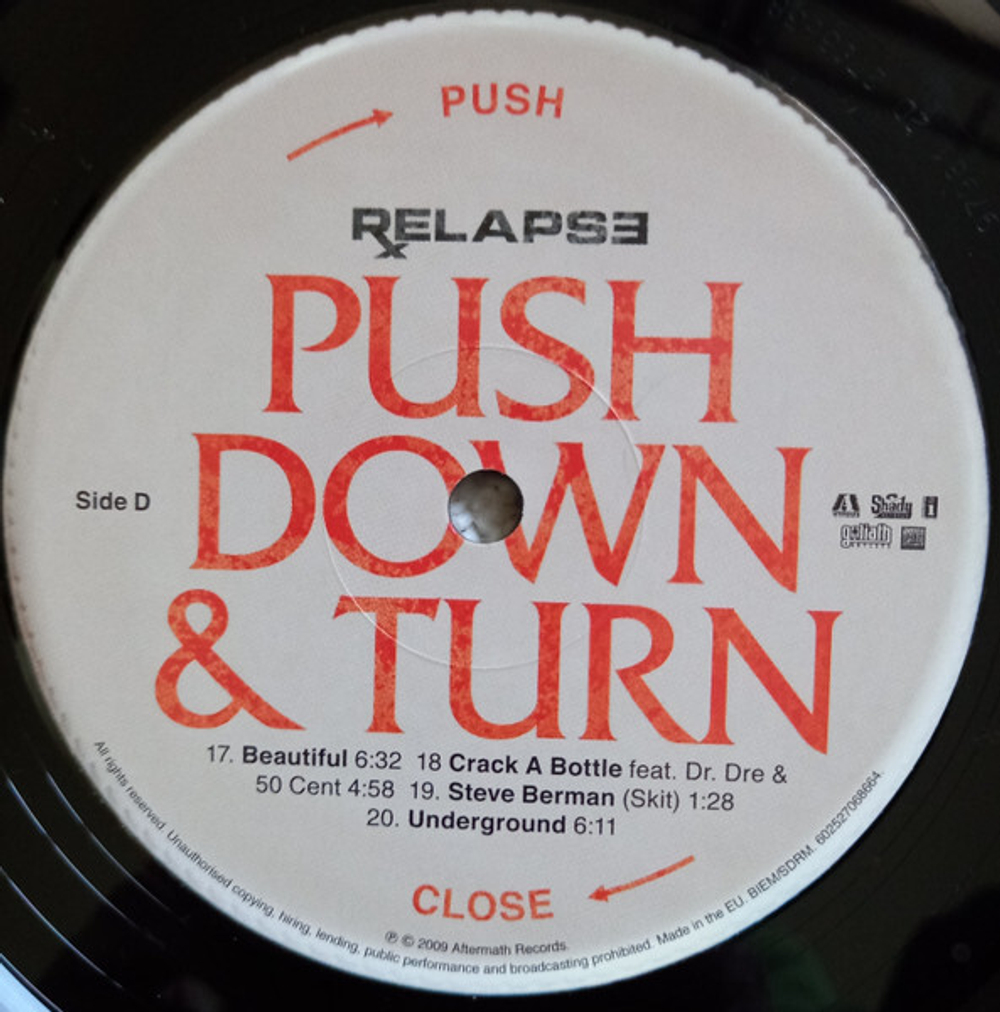 PUSH
RELAPSE
PUSH
DOWN
& TURN
Side D
Shady
goliath
17. Beautiful 6:32 18 Crack A Bottle feat. Dr. Dre &
50 Cent 4:58 19. Steve Berman (Skit) 1:28
20. Underground 6:11
CLOSE
℗ © 2009 Aftermath Records.
All rights reserved. Unauthorised copying, hiring, lending, public performance and broadcasting prohibited. Made in the EU. BIEM/SDRM. 602527068664.